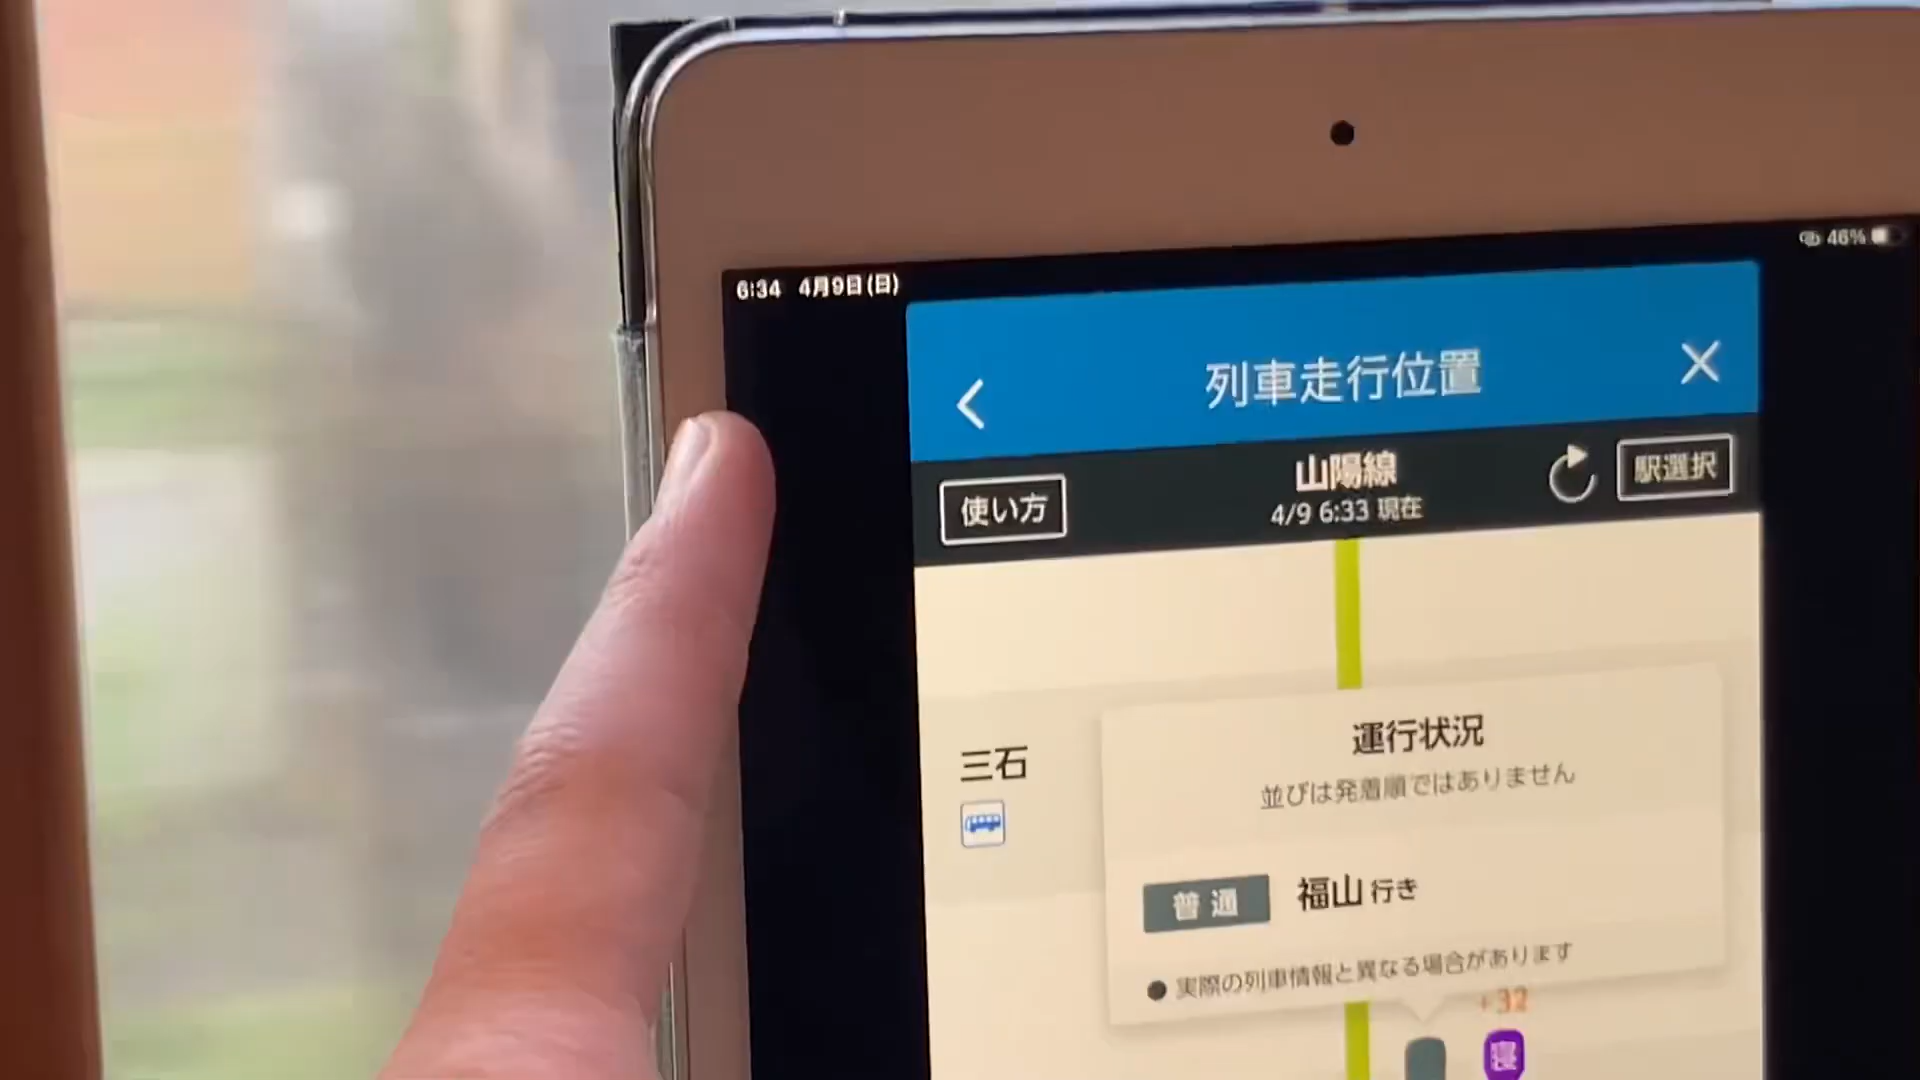 6:34 4月9日(日)
46%
列車走行位置
使い方
山陽線
4/9 6:33 現在
駅選択
三石
運行状況
並びは発着順ではありません
普通 福山行き
● 実際の列車情報と異なる場合があります
+32
寝